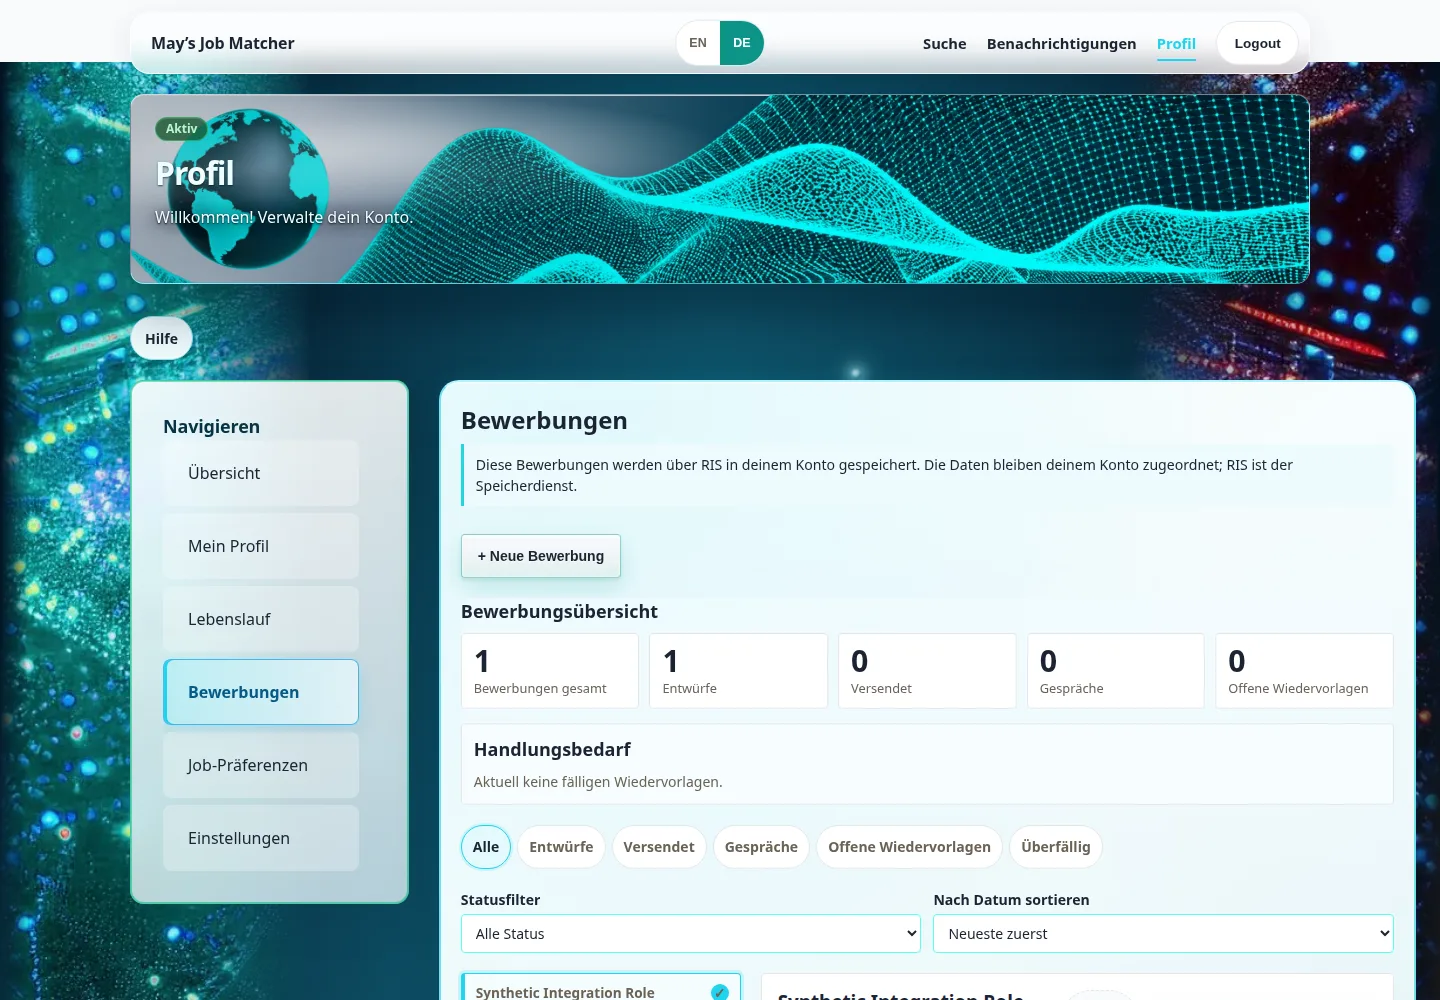 May's Job Matcher
EN
DE
Suche
Benachrichtigungen
Profil
Logout
Aktiv
Profil
Willkommen! Verwalte dein Konto.
Hilfe
Navigieren
Übersicht
Mein Profil
Lebenslauf
Bewerbungen
Job-Präferenzen
Einstellungen
Bewerbungen
Diese Bewerbungen werden über RIS in deinem Konto gespeichert. Die Daten bleiben deinem Konto zugeordnet; RIS ist der
Speicherdienst.
+ Neue Bewerbung
Bewerbungsübersicht
1
Bewerbungen gesamt
1
Entwürfe
0
Versendet
0
Gespräche
0
Offene Wiedervorlagen
Handlungsbedarf
Aktuell keine fälligen Wiedervorlagen.
Alle
Entwürfe
Versendet
Gespräche
Offene Wiedervorlagen
Überfällig
Statusfilter
Alle Status
Nach Datum sortieren
Neueste zuerst
Synthetic Integration Role
Synthetic Integration Role